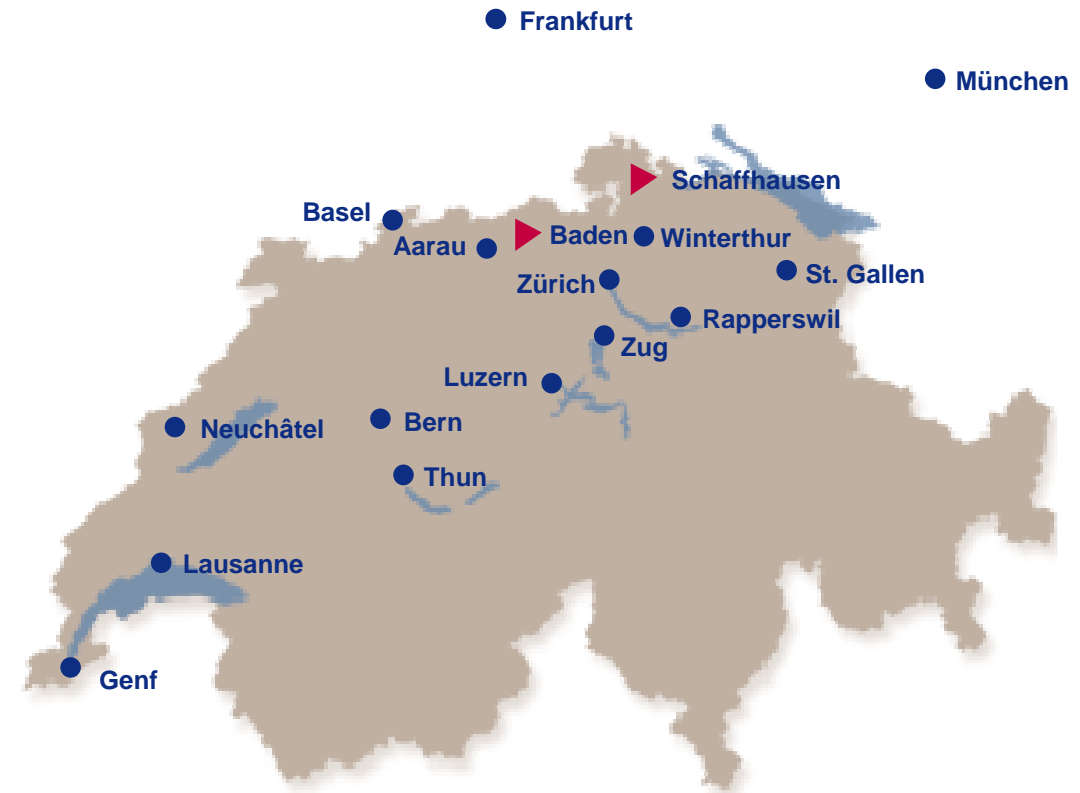 Frankfurt
München
Schaffhausen
Basel
Baden
Winterthur
Aarau
St. Gallen
Zürich
Rapperswil
Zug
Luzern
Bern
Neuchâtel
Thun
Lausanne
Genf